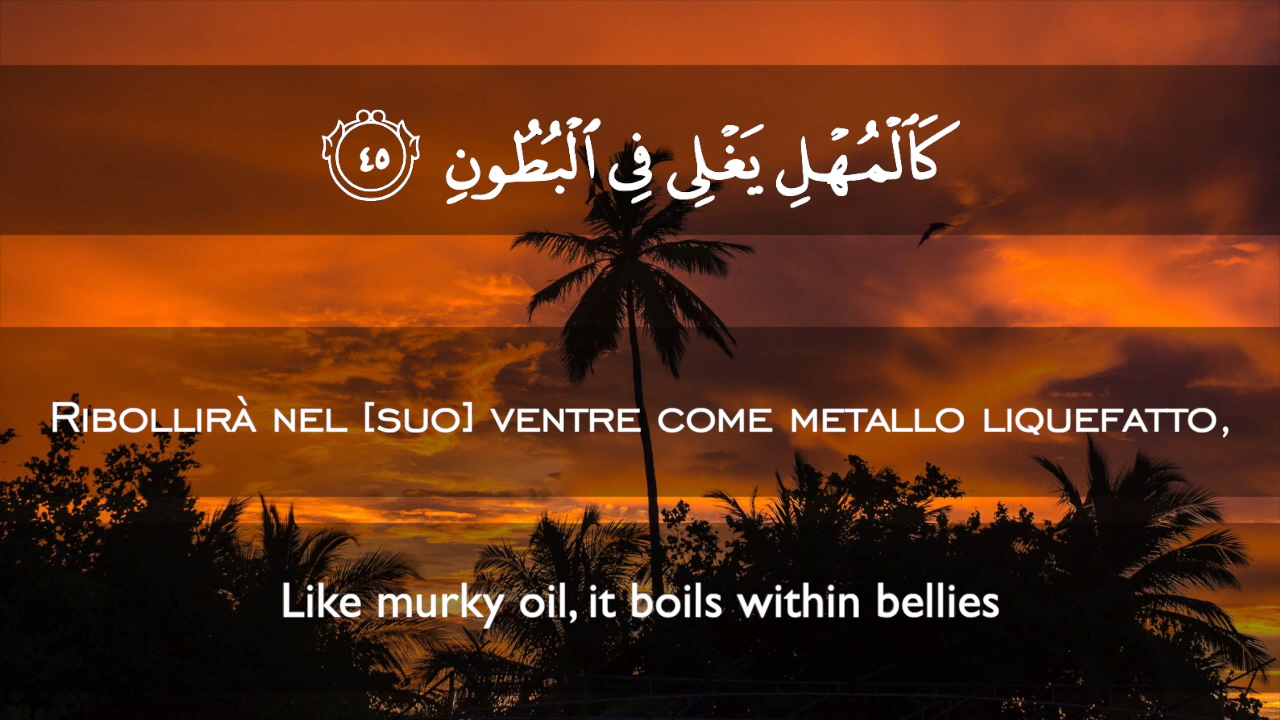 كَٱلْمُهْلِ يَغْلِى فِى ٱلْبُطُونِ ٤٥
Ribollirà nel [suo] ventre come metallo liquefatto,
Like murky oil, it boils within bellies